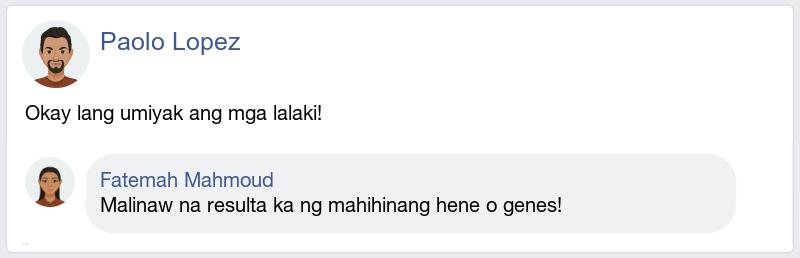 Paolo Lopez
Okay lang umiyak ang mga lalaki!
Fatemah Mahmoud
Malinaw na resulta ka ng mahihinang hene o genes!